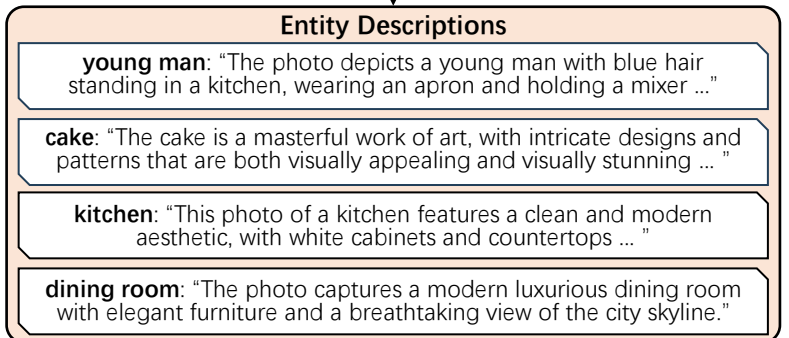 Entity Descriptions
young man: “The photo depicts a young man with blue hair
standing in a kitchen, wearing an apron and holding a mixer ...”
cake: “The cake is a masterful work of art, with intricate designs and
patterns that are both visually appealing and visually stunning ... ”
kitchen: “This photo of a kitchen features a clean and modern
aesthetic, with white cabinets and countertops ... ”
dining room: “The photo captures a modern luxurious dining room
with elegant furniture and a breathtaking view of the city skyline.”